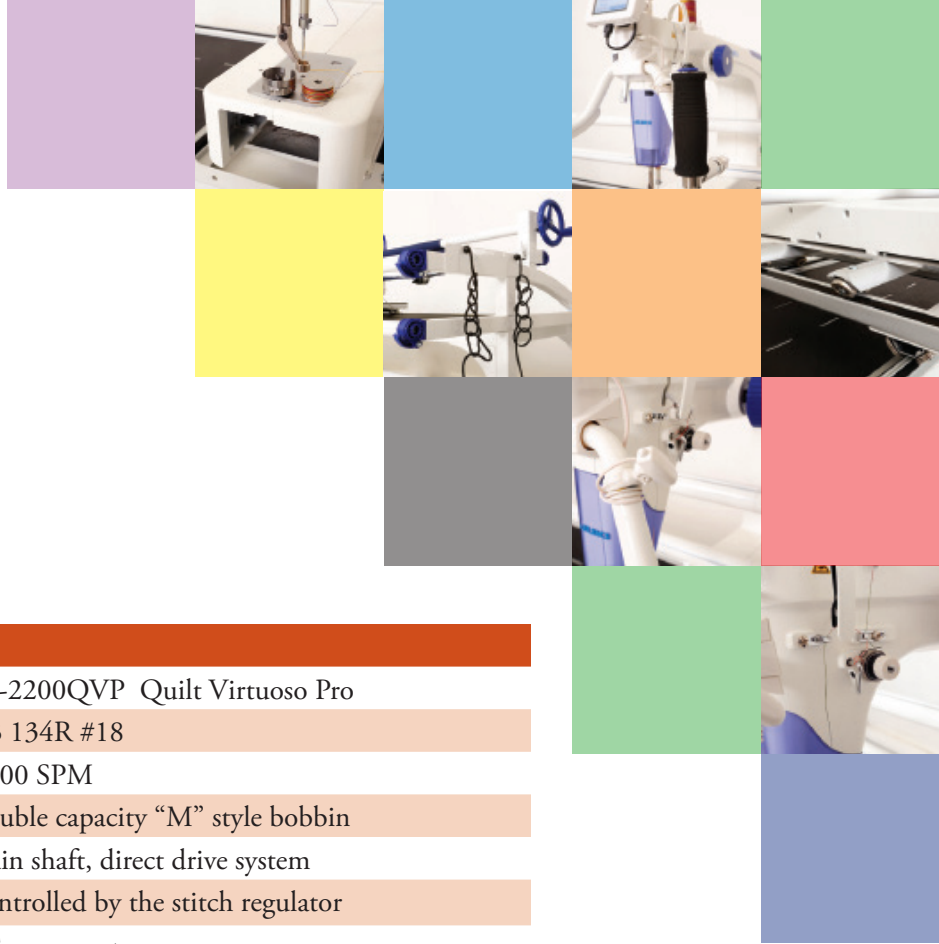 -2200QVP Quilt Virtuoso Pro
134R #18
00 SPM
uble capacity “M” style bobbin
in shaft, direct drive system
ntrolled by the stitch regulator